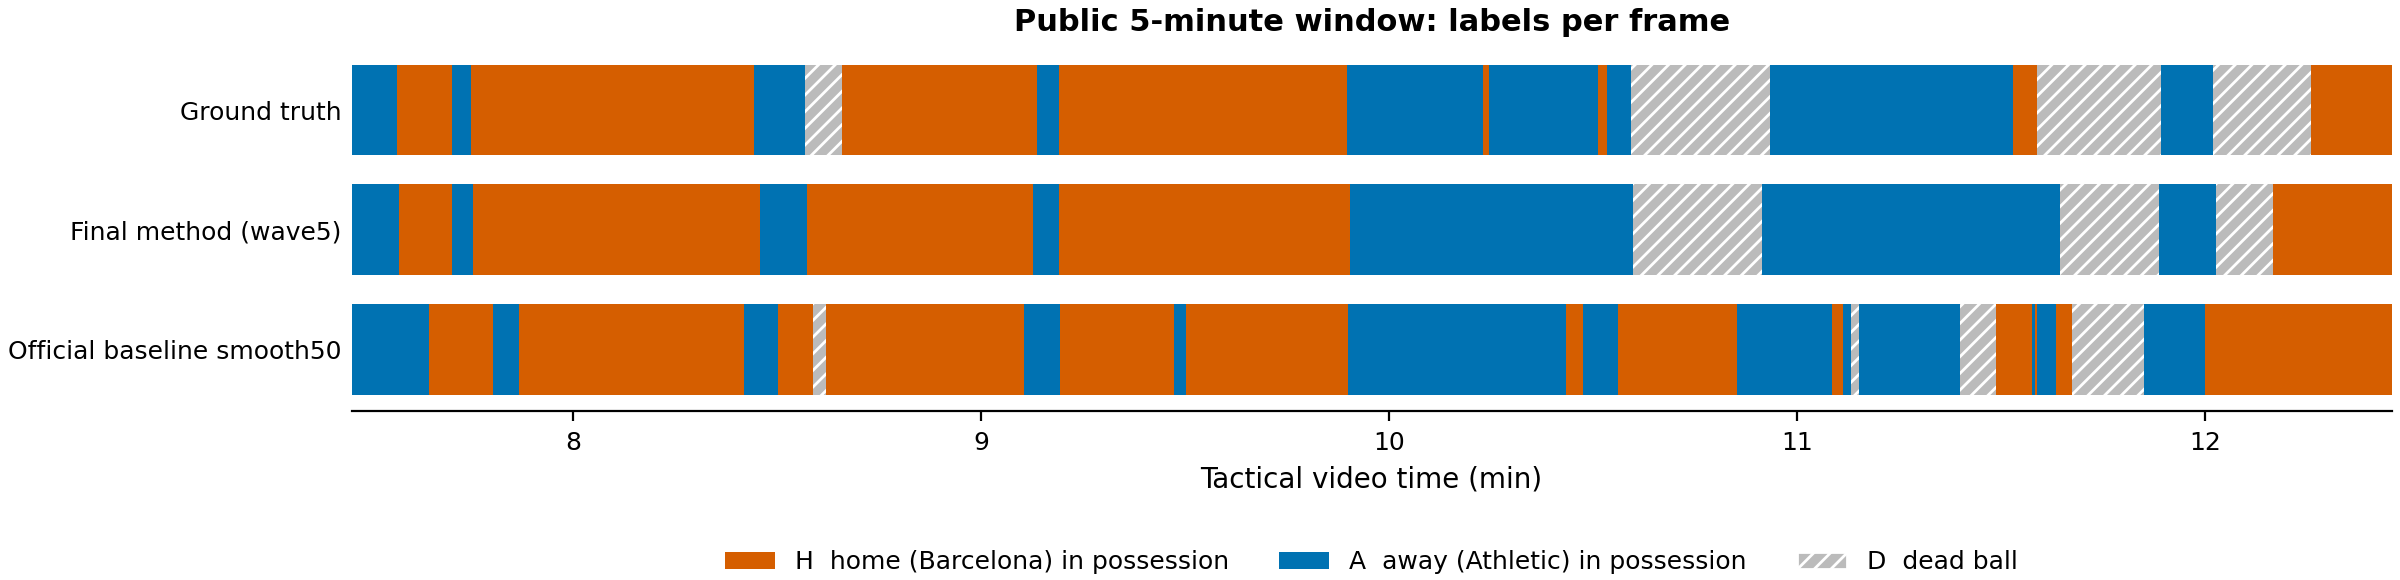 Public 5-minute window: labels per frame
Ground truth
Final method (wave5)
Official baseline smooth50
8 9 10 11 12
Tactical video time (min)
H home (Barcelona) in possession A away (Athletic) in possession D dead ball